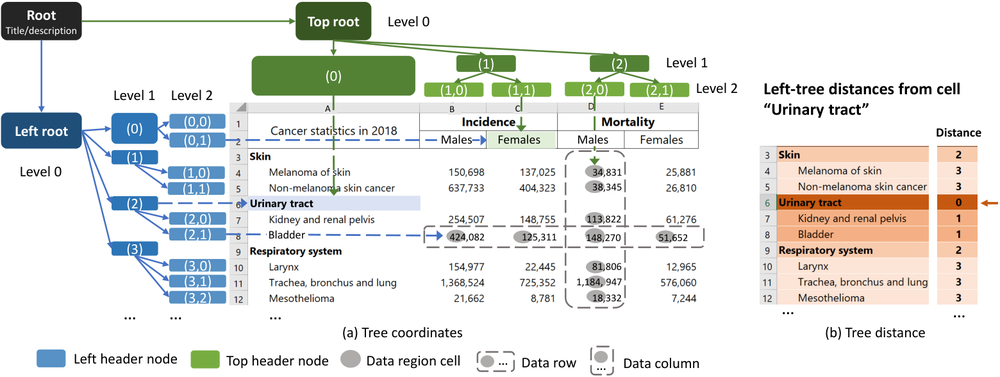 Root
Title/description
Top root
Level 0
(0)
(1)
(2)
Level 1
(1,0)
(1,1)
(2,0)
(2,1)
Level 2
Level 1
Level 2
Left root
Level 0
(0)
(0,0)
(0,1)
(1)
(1,0)
(1,1)
(2)
(2,0)
(2,1)
(3)
(3,0)
(3,1)
(3,2)
...
...
A B C D E
1 Incidence Mortality
Cancer statistics in 2018
2 Males Females Males Females
3 Skin
4 Melanoma of skin 150,698 137,025 34,831 25,881
5 Non-melanoma skin cancer 637,733 404,323 38,345 26,810
6 Urinary tract
7 Kidney and renal pelvis 254,507 148,755 113,822 61,276
8 Bladder 424,082 125,311 148,270 51,652
9 Respiratory system
10 Larynx 154,977 22,445 81,806 12,965
11 Trachea, bronchus and lung 1,368,524 725,352 1,184,947 576,060
12 Mesothelioma 21,662 8,781 18,332 7,244
...
(a) Tree coordinates
Left-tree distances from cell
“Urinary tract”
Distance
3 Skin 2
4 Melanoma of skin 3
5 Non-melanoma skin cancer 3
6 Urinary tract 0
7 Kidney and renal pelvis 1
8 Bladder 1
9 Respiratory system 2
10 Larynx 3
11 Trachea, bronchus and lung 3
12 Mesothelioma 3
...
(b) Tree distance
Left header node
Top header node
Data region cell
... Data row
... Data column